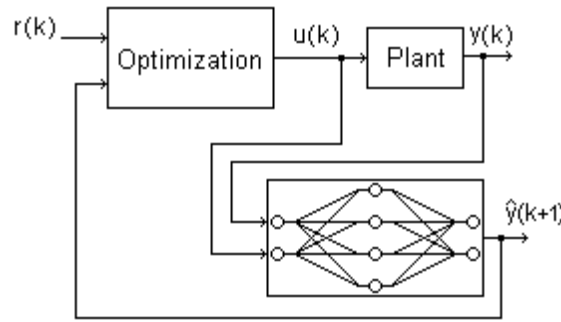 r(k)
Optimization
u(k)
Plant
y(k)
ŷ(k+1)